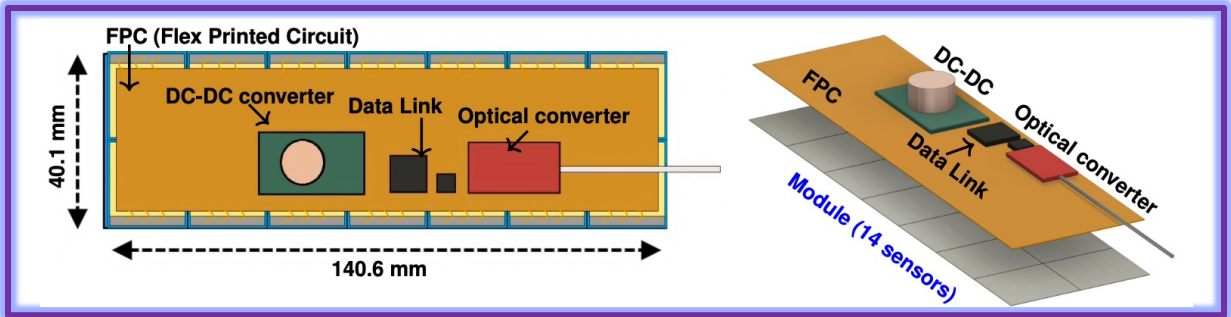 FPC (Flex Printed Circuit)
DC-DC converter
Data Link
Optical converter
40.1 mm
140.6 mm
DC-DC
FPC
Optical converter
Data Link
Module (14 sensors)